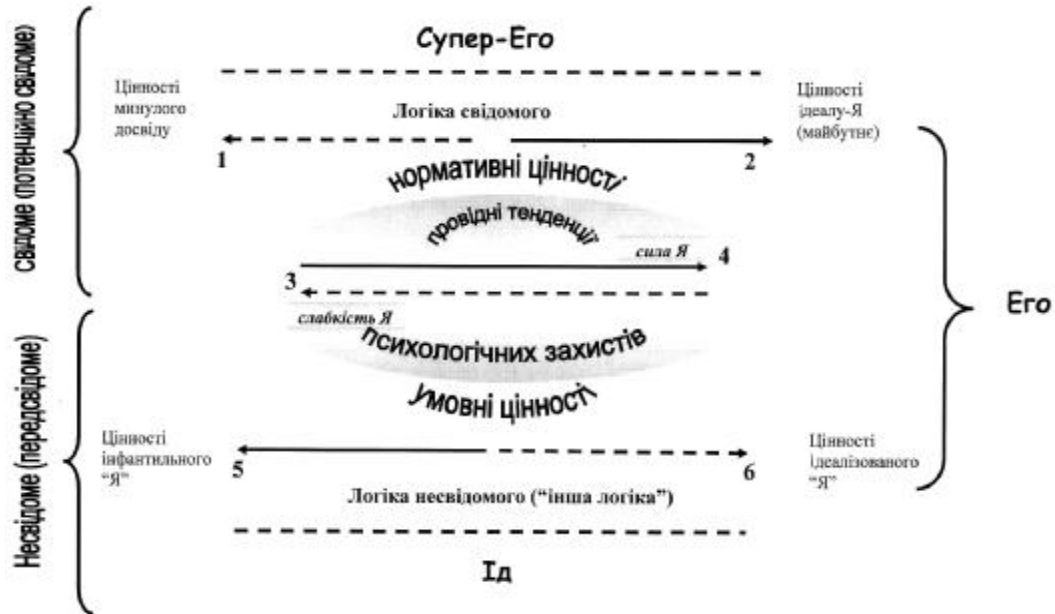 Супер-Его
Свідоме (потенційно свідоме)
Цінності
минулого
досвіду
Логіка свідомого
Цінності
ідеалу-Я
(майбутнє)
1
2
нормативні цінності
провідні тенденції
сила Я
4
3
Его
слабкість Я
психологічних захистів
умовні цінності
Несвідоме (передсвідоме)
Цінності
інфантильного
“Я”
5
6
Цінності
ідеалізованого
“Я”
Логіка несвідомого (“інша логіка”)
Ід